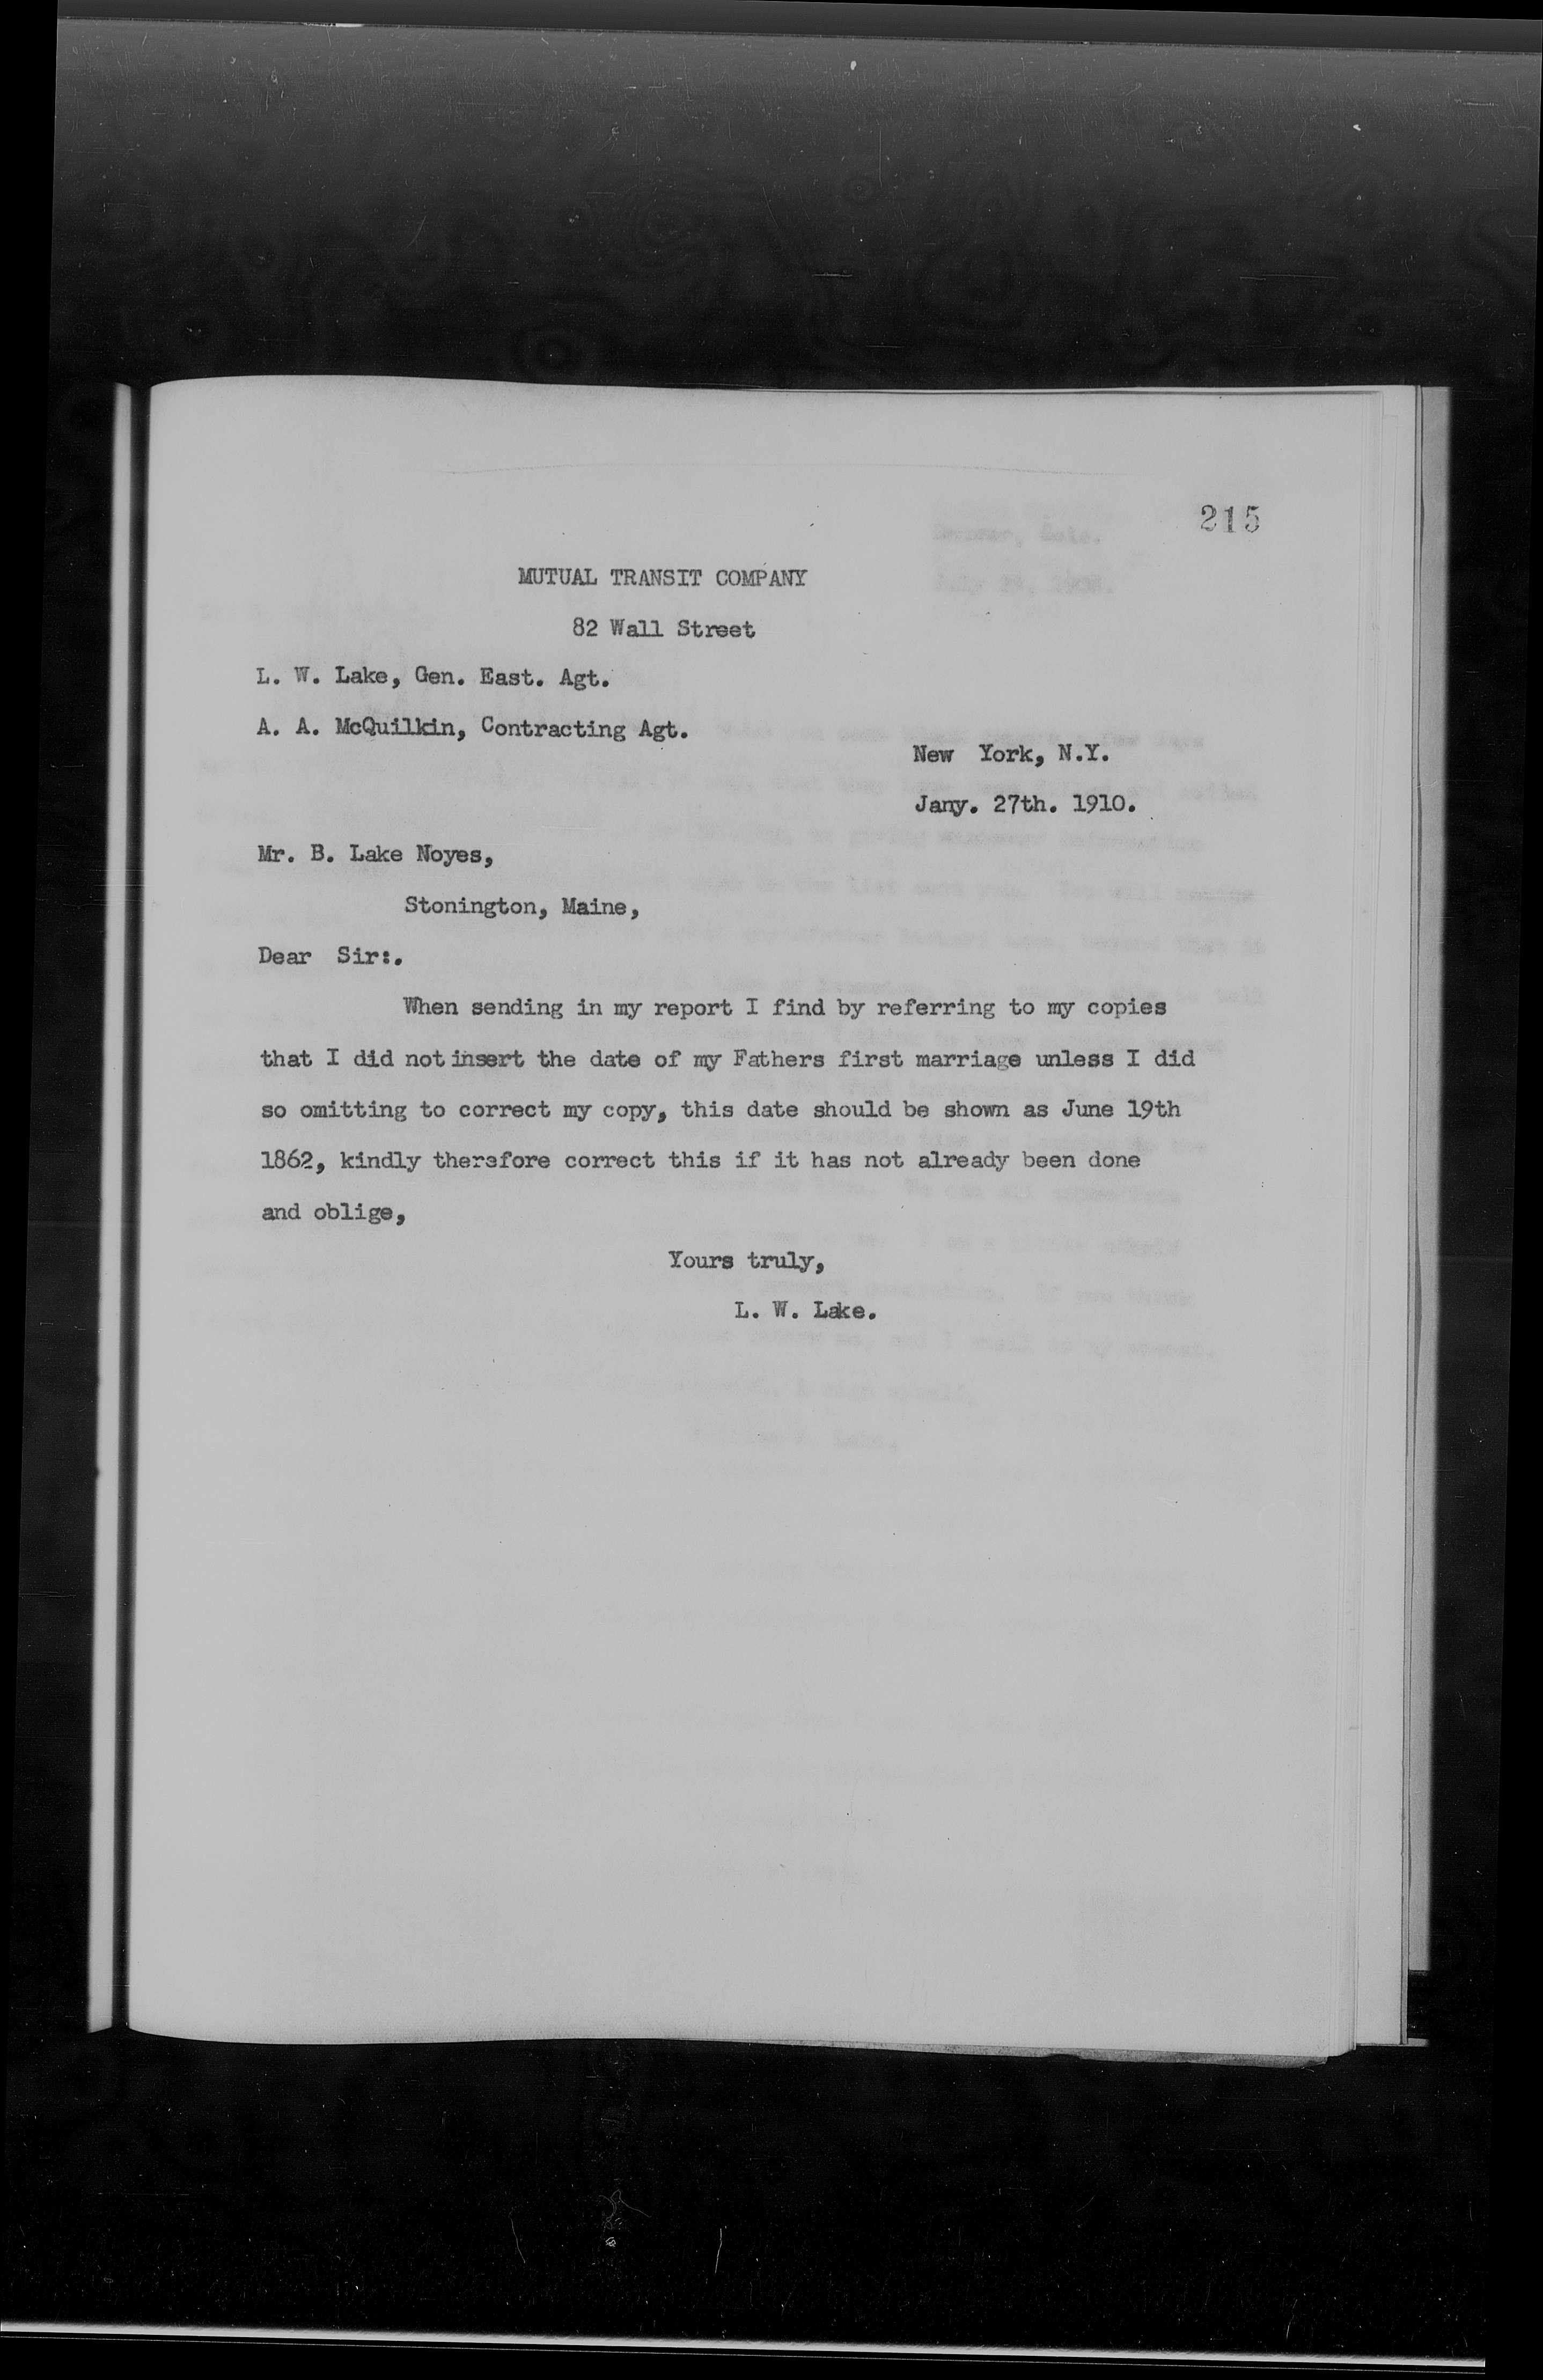 215
MUTUAL TRANSIT COMPANY
82 Wall Street
L. W. Lake, Gen. East. Agt.
A. A. McQuilkin, Contracting Agt.
New York, N.Y.
Jany. 27th. 1910.
Mr. B. Lake Noyes,
Stonington, Maine,
Dear Sir:.
When sending in my report I find by referring to my copies
that I did not insert the date of my Fathers first marriage unless I did
so omitting to correct my copy, this date should be shown as June 19th
1862, kindly therefore correct this if it has not already been done
and oblige,
Yours truly,
L. W. Lake.